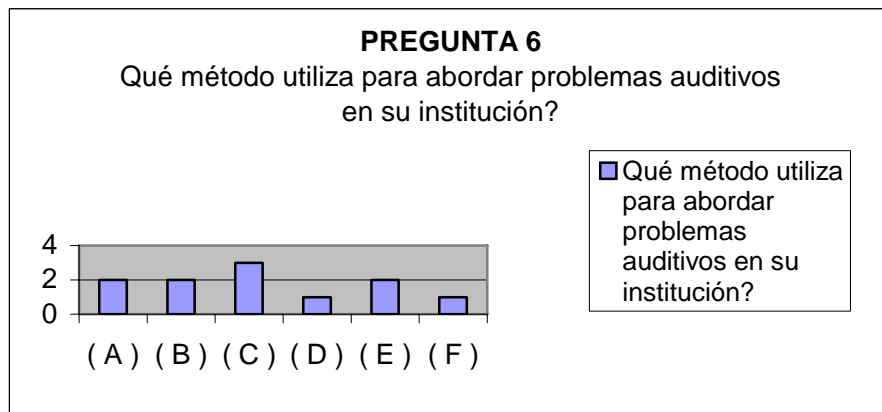 PREGUNTA 6
Qué método utiliza para abordar problemas auditivos
en su institución?
4
2
0
( A ) ( B ) ( C ) ( D ) ( E ) ( F )
Qué método utiliza
para abordar
problemas
auditivos en su
institución?